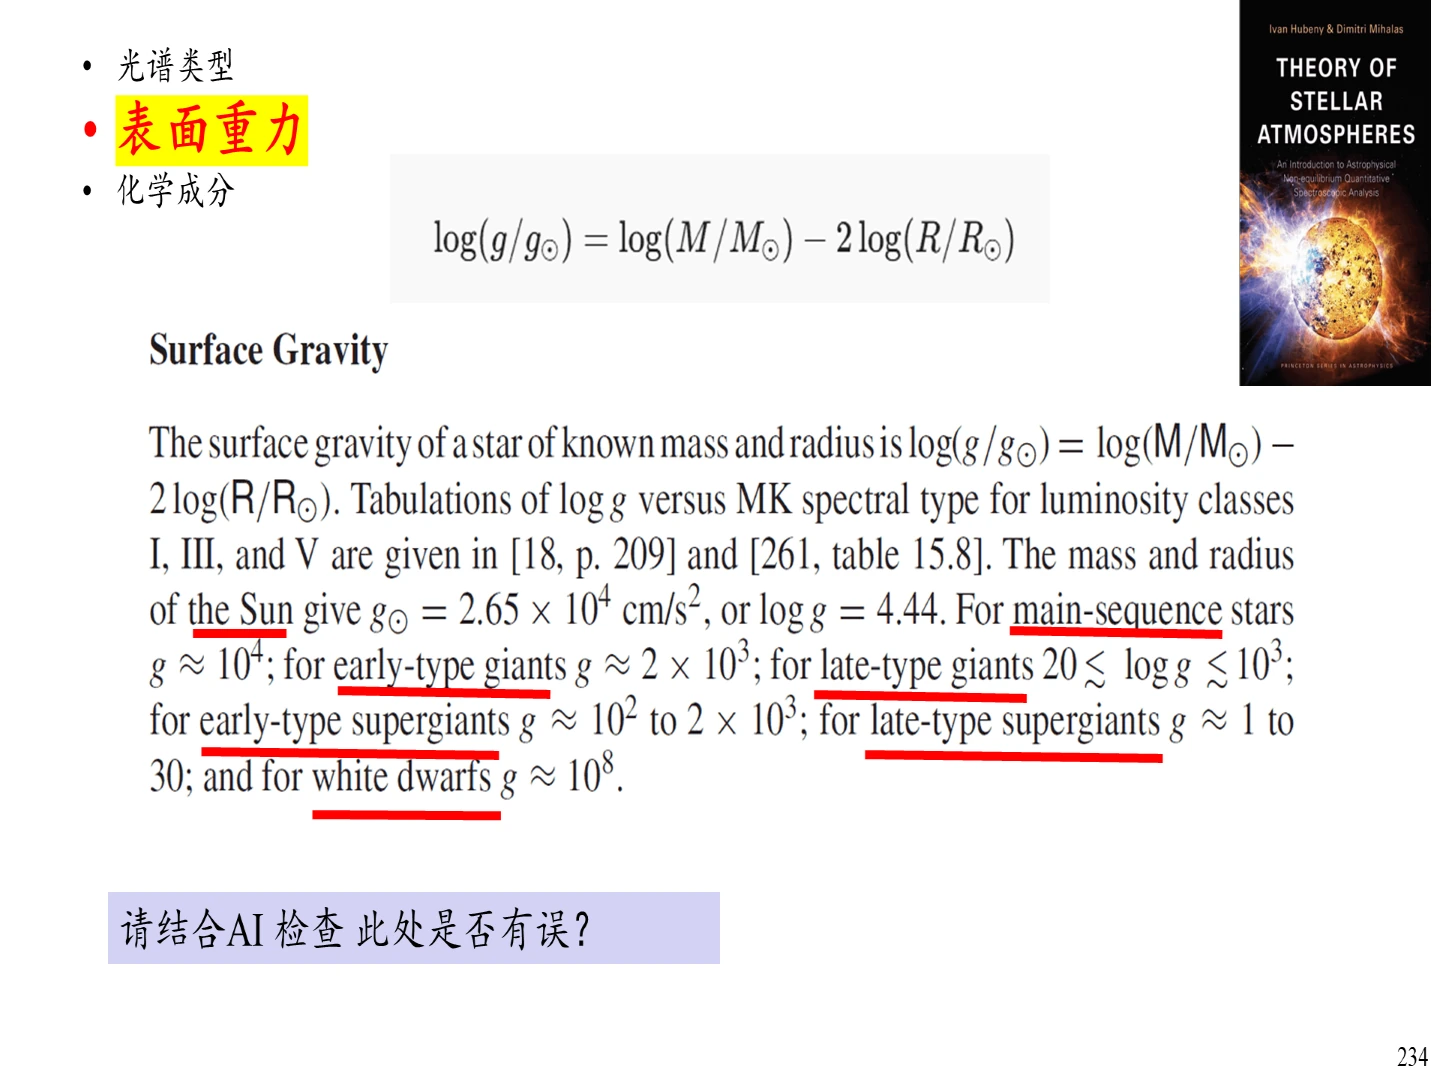 • 光谱类型
• 表面重力
• 化学成分
Ivan Hubeny & Dimitri Mihalas
THEORY OF
STELLAR
ATMOSPHERES
An Introduction to Astrophysical
Non-equilibrium Quantitative
Spectroscopic Analysis
PRINCETON SERIES IN ASTROPHYSICS
log(g/g⊙) = log(M/M⊙) − 2 log(R/R⊙)
Surface Gravity
The surface gravity of a star of known mass and radius is log(g/g⊙) = log(M/M⊙) −
2 log(R/R⊙). Tabulations of log g versus MK spectral type for luminosity classes
I, III, and V are given in [18, p. 209] and [261, table 15.8]. The mass and radius
of the Sun give g⊙ = 2.65 × 10⁴ cm/s², or log g = 4.44. For main-sequence stars
g ≈ 10⁴; for early-type giants g ≈ 2 × 10³; for late-type giants 20 ≲ log g ≲ 10³;
for early-type supergiants g ≈ 10² to 2 × 10³; for late-type supergiants g ≈ 1 to
30; and for white dwarfs g ≈ 10⁸.
请结合AI 检查 此处是否有误？
234